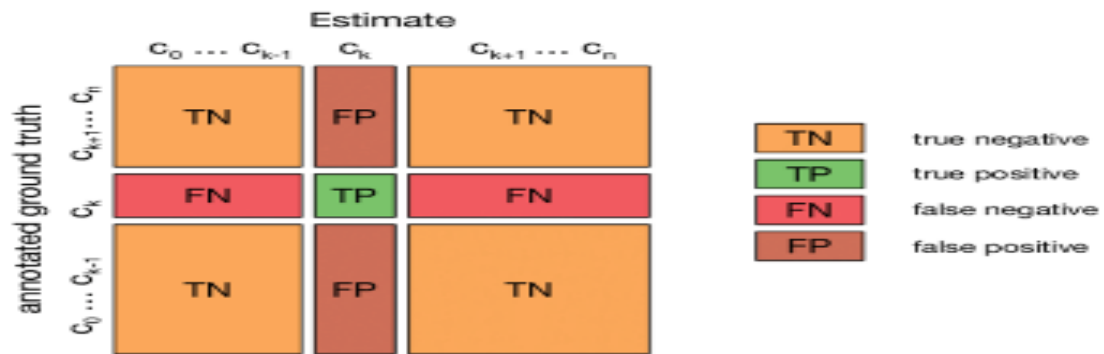 Estimate
C0 ... Ck-1 Ck Ck+1 ... Cn
annotated ground truth
Ck+1 ... Cn
TN FP TN
Ck
FN TP FN
C0 ... Ck-1
TN FP TN
TN true negative
TP true positive
FN false negative
FP false positive